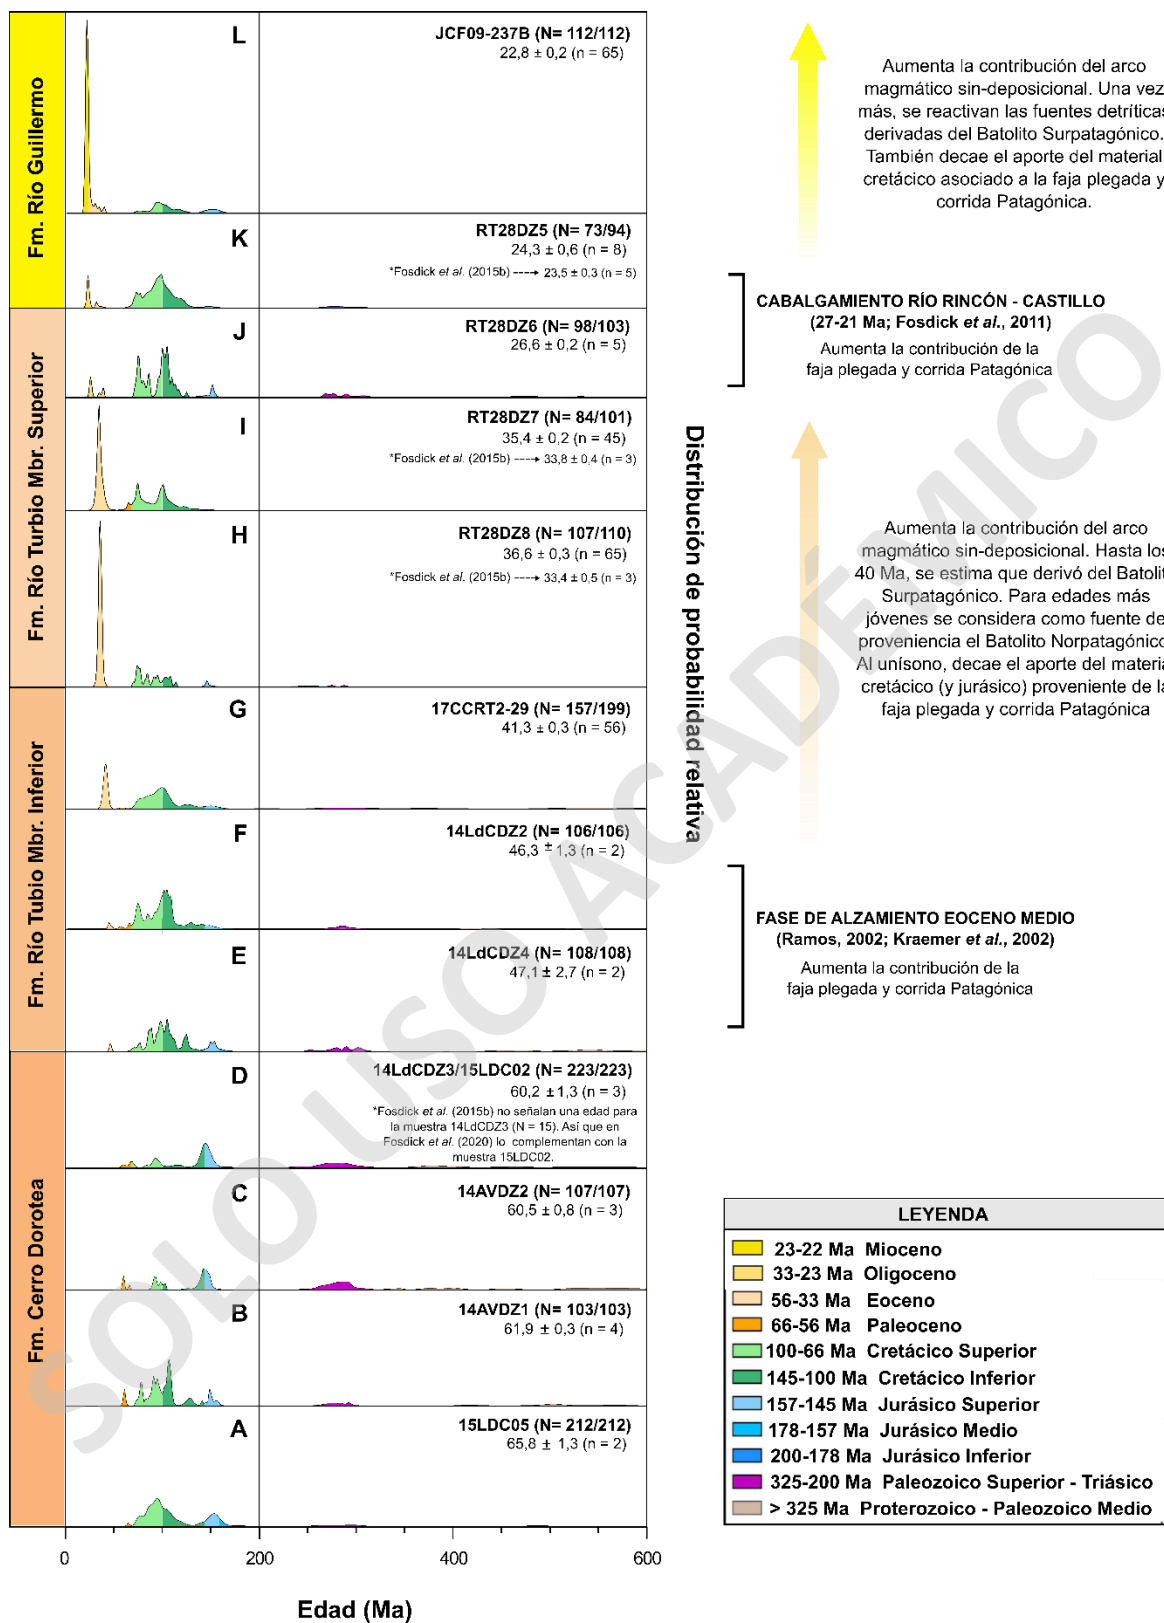 Fm. Río Guillermo
Fm. Río Turbio Mbr. Superior
Fm. Río Tubio Mbr. Inferior
Fm. Cerro Dorotea
L
JCF09-237B (N= 112/112)
22,8 ± 0,2 (n = 65)
K
RT28DZ5 (N= 73/94)
24,3 ± 0,6 (n = 8)
*Fosdick et al. (2015b) ----> 23,5 ± 0,3 (n = 5)
J
RT28DZ6 (N= 98/103)
26,6 ± 0,2 (n = 5)
I
RT28DZ7 (N= 84/101)
35,4 ± 0,2 (n = 45)
*Fosdick et al. (2015b) ----> 33,8 ± 0,4 (n = 3)
H
RT28DZ8 (N= 107/110)
36,6 ± 0,3 (n = 65)
*Fosdick et al. (2015b) ----> 33,4 ± 0,5 (n = 3)
G
17CCRT2-29 (N= 157/199)
41,3 ± 0,3 (n = 56)
F
14LdCDZ2 (N= 106/106)
46,3 ± 1,3 (n = 2)
E
14LdCDZ4 (N= 108/108)
47,1 ± 2,7 (n = 2)
D
14LdCDZ3/15LDC02 (N= 223/223)
60,2 ±1,3 (n = 3)
*Fosdick et al. (2015b) no señalan una edad para
la muestra 14LdCDZ3 (N = 15). Así que en
Fosdick et al. (2020) lo complementan con la
muestra 15LDC02.
C
14AVDZ2 (N= 107/107)
60,5 ± 0,8 (n = 3)
B
14AVDZ1 (N= 103/103)
61,9 ± 0,3 (n = 4)
A
15LDC05 (N= 212/212)
65,8 ± 1,3 (n = 2)
0 200 400 600
Edad (Ma)
Distribución de probabilidad relativa
Aumenta la contribución del arco
magmático sin-deposicional. Una vez
más, se reactivan las fuentes detríticas
derivadas del Batolito Surpatagónico.
También decae el aporte del material
cretácico asociado a la faja plegada y
corrida Patagónica.
CABALGAMIENTO RÍO RINCÓN - CASTILLO
(27-21 Ma; Fosdick et al., 2011)
Aumenta la contribución de la
faja plegada y corrida Patagónica
Aumenta la contribución del arco
magmático sin-deposicional. Hasta los
40 Ma, se estima que derivó del Batolit
Surpatagónico. Para edades más
jóvenes se considera como fuente de
proveniencia el Batolito Norpatagónico
Al unísono, decae el aporte del materia
cretácico (y jurásico) proveniente de la
faja plegada y corrida Patagónica
FASE DE ALZAMIENTO EOCENO MEDIO
(Ramos, 2002; Kraemer et al., 2002)
Aumenta la contribución de la
faja plegada y corrida Patagónica
LEYENDA
23-22 Ma Mioceno
33-23 Ma Oligoceno
56-33 Ma Eoceno
66-56 Ma Paleoceno
100-66 Ma Cretácico Superior
145-100 Ma Cretácico Inferior
157-145 Ma Jurásico Superior
178-157 Ma Jurásico Medio
200-178 Ma Jurásico Inferior
325-200 Ma Paleozoico Superior - Triásico
> 325 Ma Proterozoico - Paleozoico Medio
SOLO USO ACADÉMICO